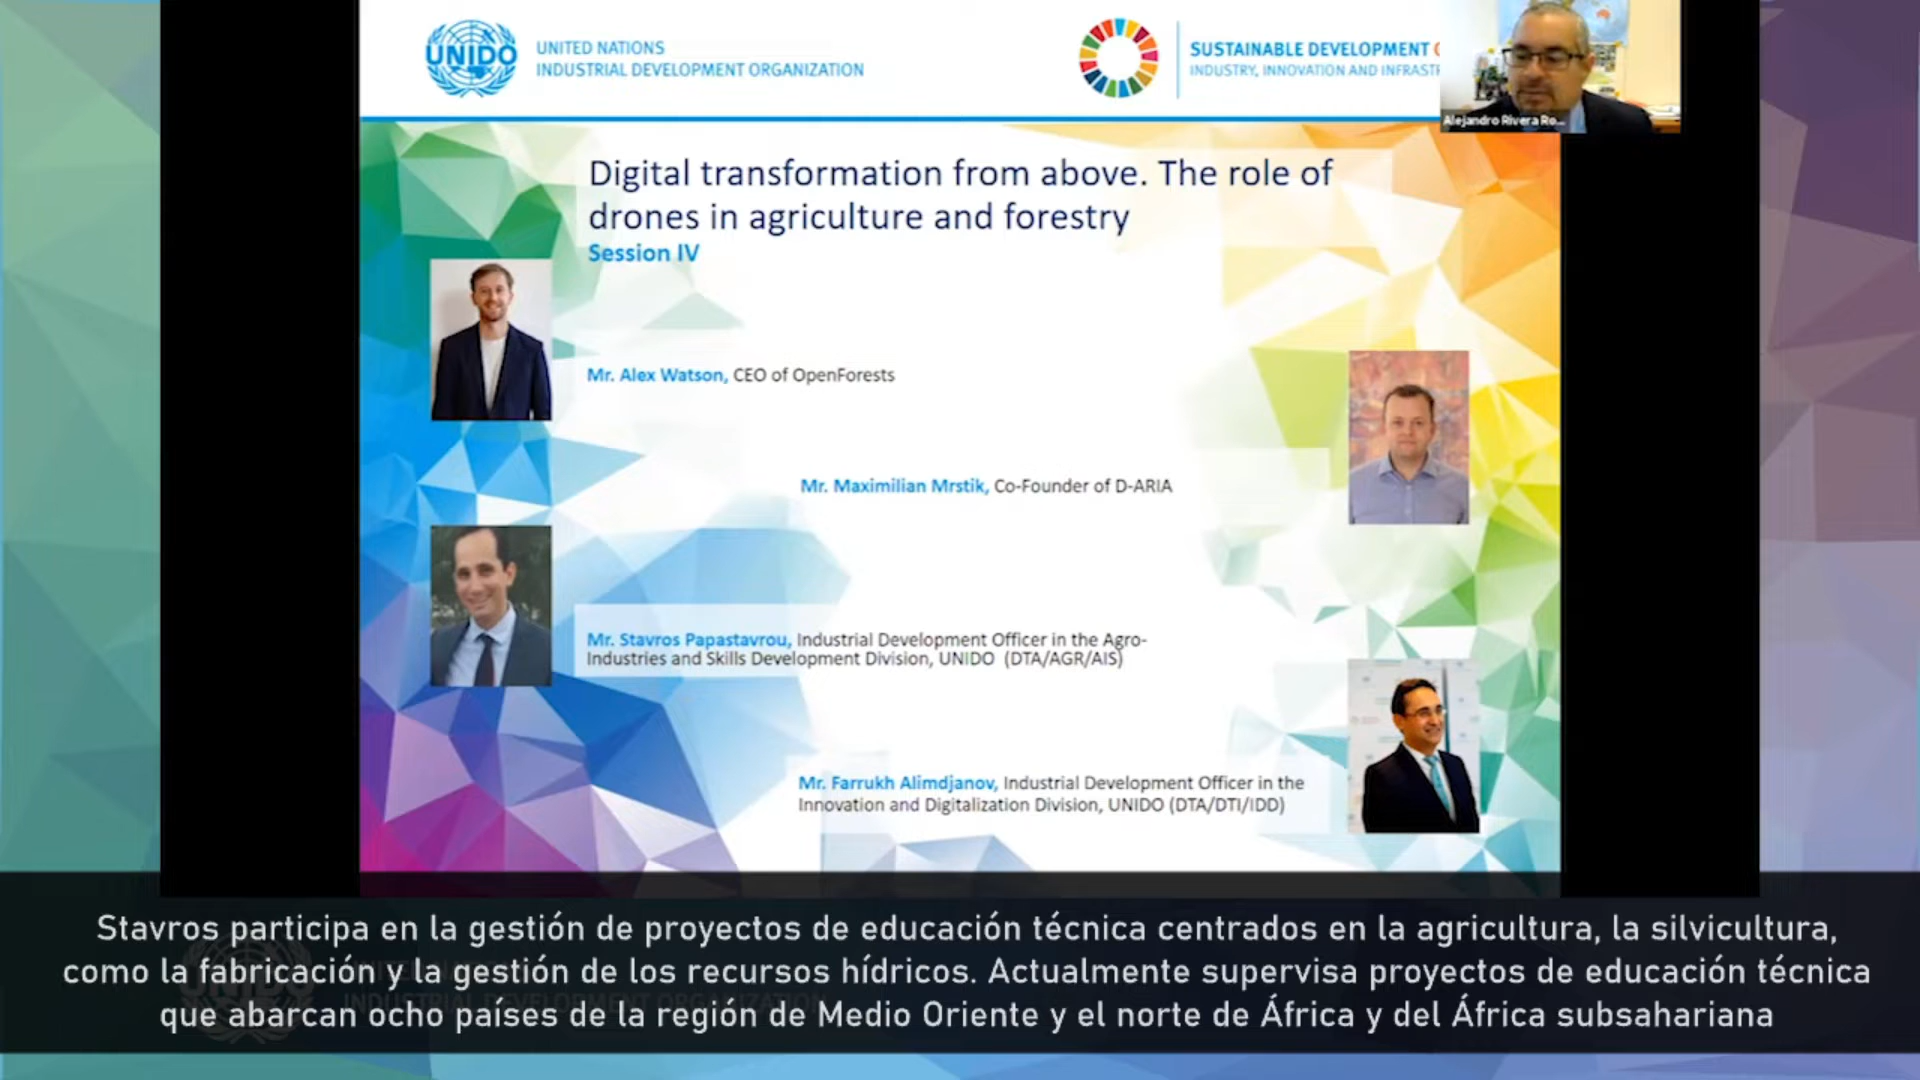 UNIDO
UNITED NATIONS
INDUSTRIAL DEVELOPMENT ORGANIZATION
SUSTAINABLE DEVELOPMENT
INDUSTRY, INNOVATION AND INFRASTR
Alejandro Rivera Ro...
Digital transformation from above. The role of
drones in agriculture and forestry
Session IV
Mr. Alex Watson, CEO of OpenForests
Mr. Maximilian Mrstik, Co-Founder of D-ARIA
Mr. Stavros Papastavrou, Industrial Development Officer in the Agro-
Industries and Skills Development Division, UNIDO (DTA/AGR/AIS)
Mr. Farrukh Alimdjanov, Industrial Development Officer in the
Innovation and Digitalization Division, UNIDO (DTA/DTI/IDD)
Stavros participa en la gestión de proyectos de educación técnica centrados en la agricultura, la silvicultura,
como la fabricación y la gestión de los recursos hídricos. Actualmente supervisa proyectos de educación técnica
que abarcan ocho países de la región de Medio Oriente y el norte de África y del África subsahariana